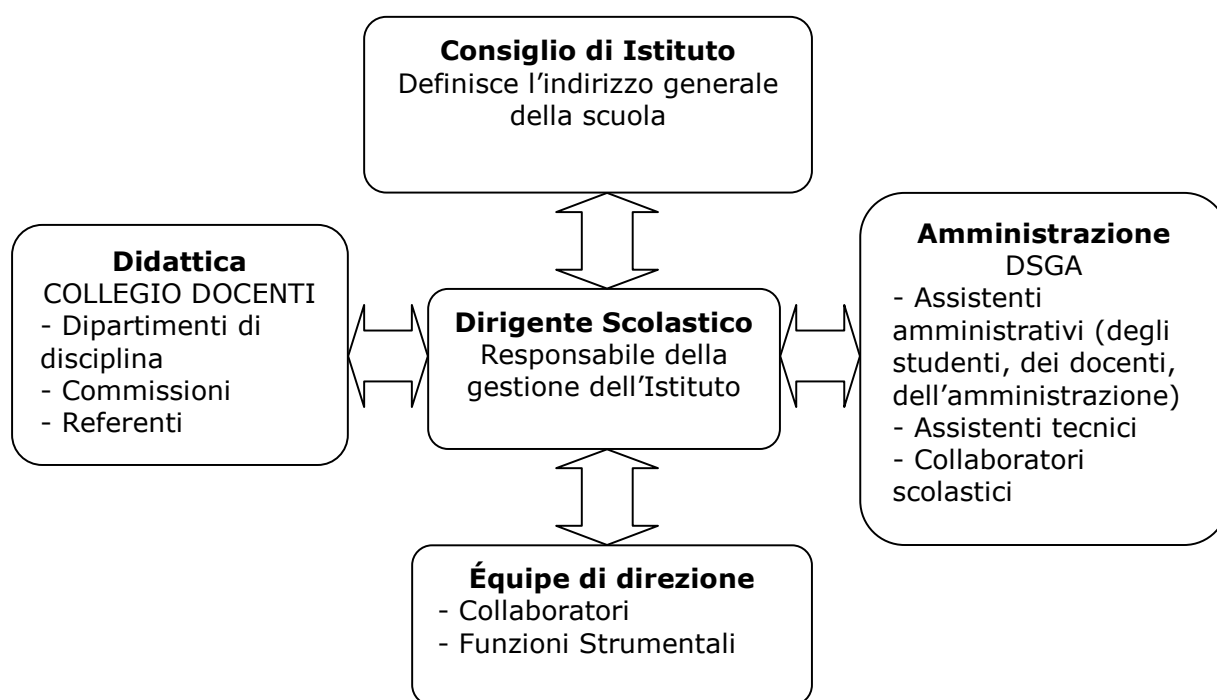 Consiglio di Istituto
Definisce l’indirizzo generale
della scuola
Didattica
COLLEGIO DOCENTI
- Dipartimenti di
disciplina
- Commissioni
- Referenti
Dirigente Scolastico
Responsabile della
gestione dell’Istituto
Amministrazione
DSGA
- Assistenti
amministrativi (degli
studenti, dei docenti,
dell’amministrazione)
- Assistenti tecnici
- Collaboratori
scolastici
Équipe di direzione
- Collaboratori
- Funzioni Strumentali